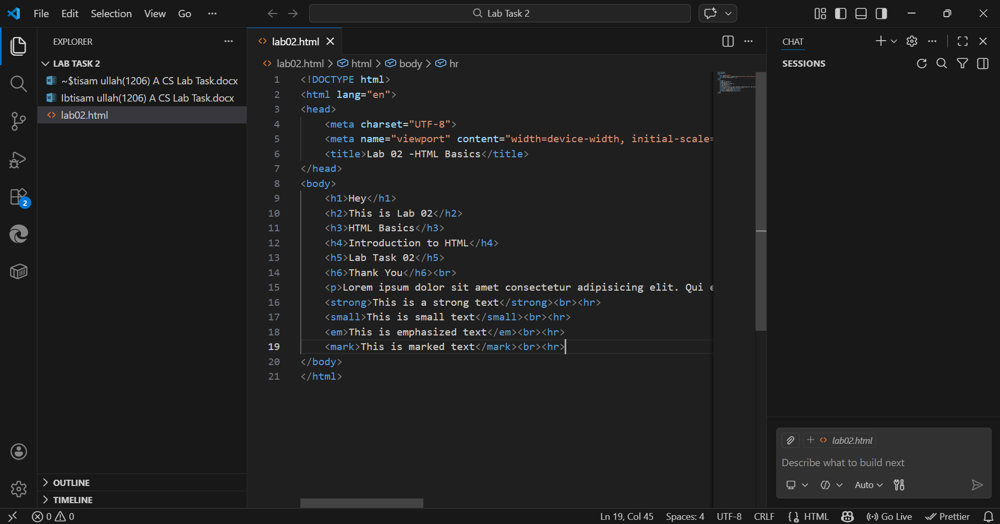 File Edit Selection View Go ···
Lab Task 2
EXPLORER
LAB TASK 2
~$tisam ullah(1206) A CS Lab Task.docx
Ibtisam ullah(1206) A CS Lab Task.docx
lab02.html
2
OUTLINE
TIMELINE
lab02.html
lab02.html > html > body > hr
1 <!DOCTYPE html>
2 <html lang="en">
3 <head>
4 <meta charset="UTF-8">
5 <meta name="viewport" content="width=device-width, initial-scale=
6 <title>Lab 02 -HTML Basics</title>
7 </head>
8 <body>
9 <h1>Hey</h1>
10 <h2>This is Lab 02</h2>
11 <h3>HTML Basics</h3>
12 <h4>Introduction to HTML</h4>
13 <h5>Lab Task 02</h5>
14 <h6>Thank You</h6><br>
15 <p>Lorem ipsum dolor sit amet consectetur adipisicing elit. Qui
16 <strong>This is a strong text</strong><br><hr>
17 <small>This is small text</small><br><hr>
18 <em>This is emphasized text</em><br><hr>
19 <mark>This is marked text</mark><br><hr>
20 </body>
21 </html>
CHAT
SESSIONS
lab02.html
Describe what to build next
Auto
0 0
Ln 19, Col 45 Spaces: 4 UTF-8 CRLF HTML Go Live Prettier